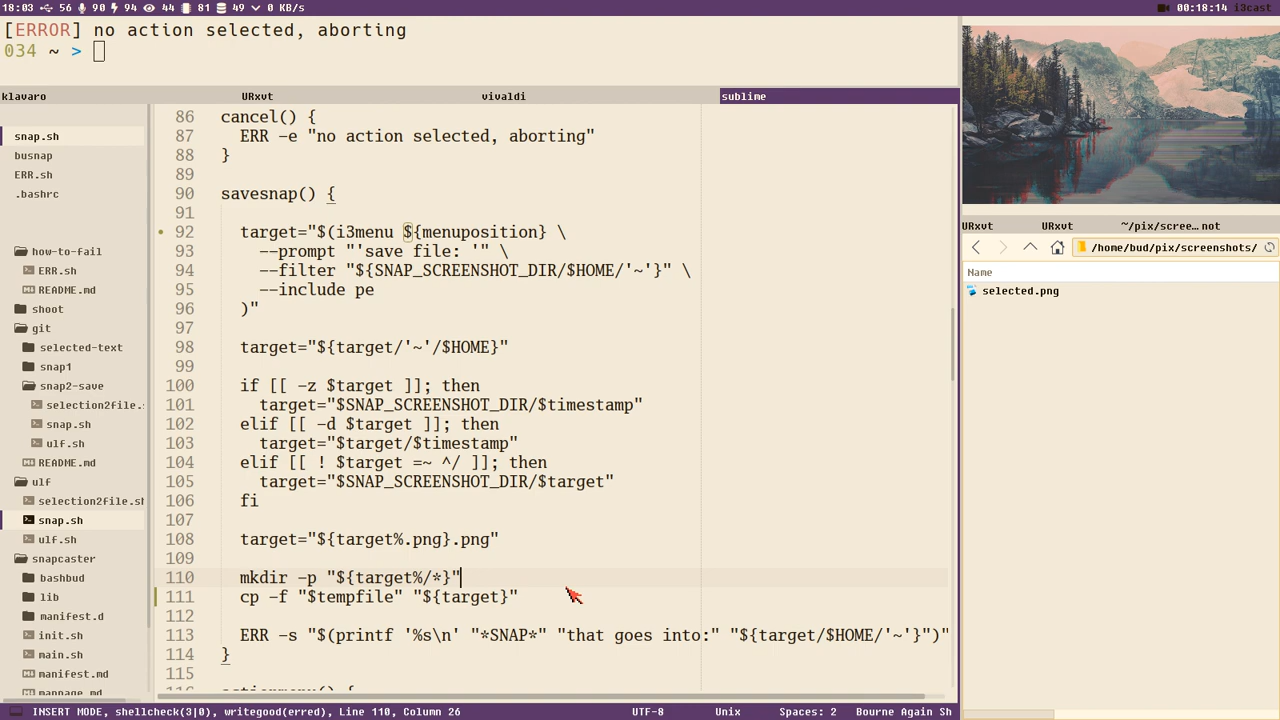 18:03 56 90 94 44 81 49 0 KB/s 00:18:14 i3cast
[ERROR] no action selected, aborting
034 ~ >
klavaro URxvt vivaldi sublime
snap.sh
busnap
ERR.sh
.bashrc
how-to-fail
ERR.sh
README.md
shoot
git
selected-text
snap1
snap2-save
selection2file.
snap.sh
ulf.sh
README.md
ulf
selection2file.sh
snap.sh
ulf.sh
snapcaster
bashbud
lib
manifest.d
init.sh
main.sh
manifest.md
mappage.md
86 cancel() {
87 ERR -e "no action selected, aborting"
88 }
89
90 savesnap() {
91
92 target="$(i3menu ${menuposition} \
93 --prompt "'save file: '" \
94 --filter "${SNAP_SCREENSHOT_DIR/$HOME/'~'}" \
95 --include pe
96 )"
97
98 target="${target/'~'/$HOME}"
99
100 if [[ -z $target ]]; then
101 target="$SNAP_SCREENSHOT_DIR/$timestamp"
102 elif [[ -d $target ]]; then
103 target="$target/$timestamp"
104 elif [[ ! $target =~ ^/ ]]; then
105 target="$SNAP_SCREENSHOT_DIR/$target"
106 fi
107
108 target="${target%.png}.png"
109
110 mkdir -p "${target%/*}"
111 cp -f "$tempfile" "${target}"
112
113 ERR -s "$(printf '%s\n' "*SNAP*" "that goes into:" "${target/$HOME/'~'}")"
114 }
115
INSERT MODE, shellcheck(3|0), writegood(erred), Line 110, Column 26 UTF-8 Unix Spaces: 2 Bourne Again Sh
URxvt URxvt ~/pix/scree… not
/home/bud/pix/screenshots/
Name
selected.png